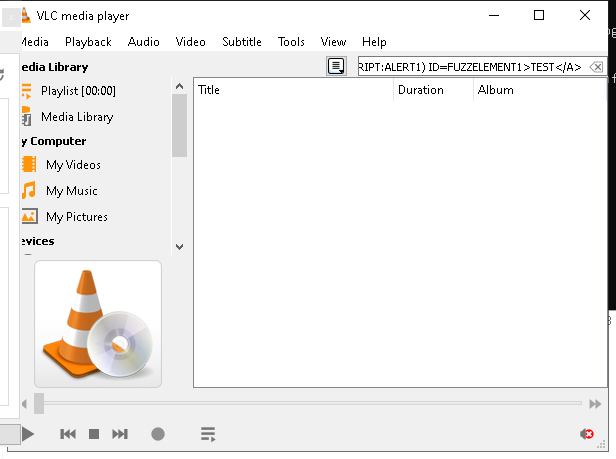 VLC media player
Media Playback Audio Video Subtitle Tools View Help
edia Library
RIPT:ALERT1) ID=FUZZELEMENT1>TEST</A>
Playlist [00:00]
Media Library
y Computer
My Videos
My Music
My Pictures
evices
Title Duration Album